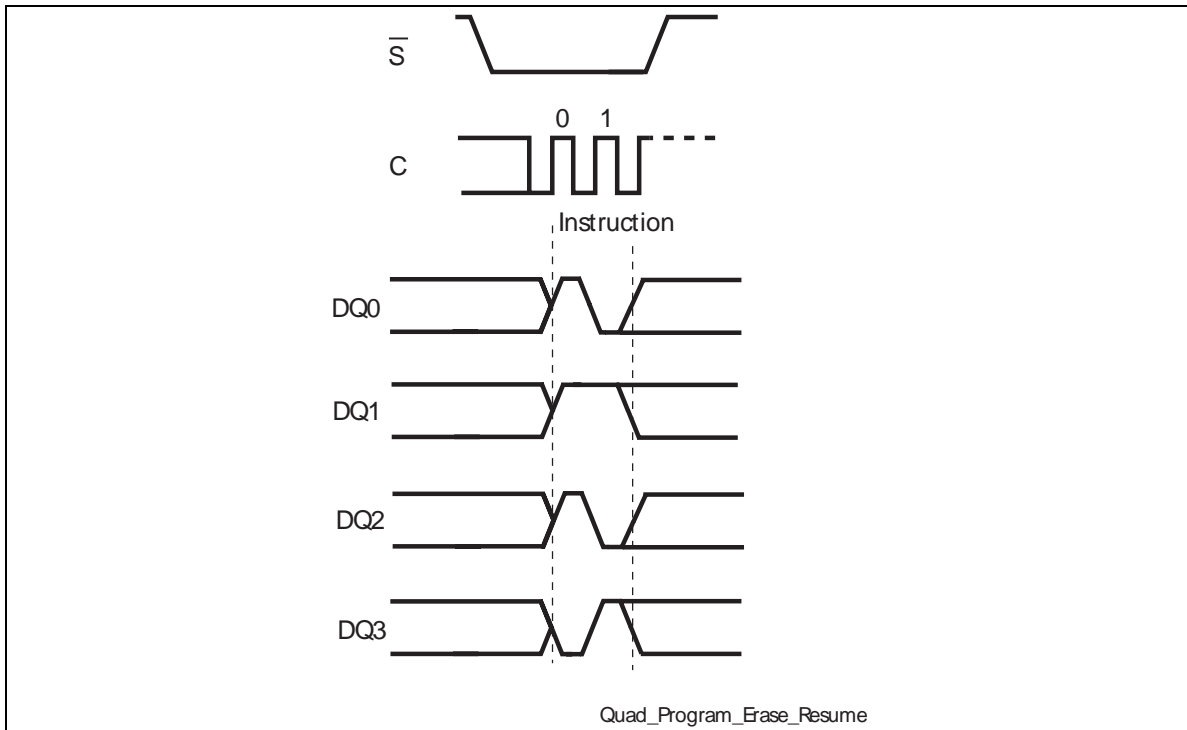 S̅
0 1
C
Instruction
DQ0
DQ1
DQ2
DQ3
Quad_Program_Erase_Resume